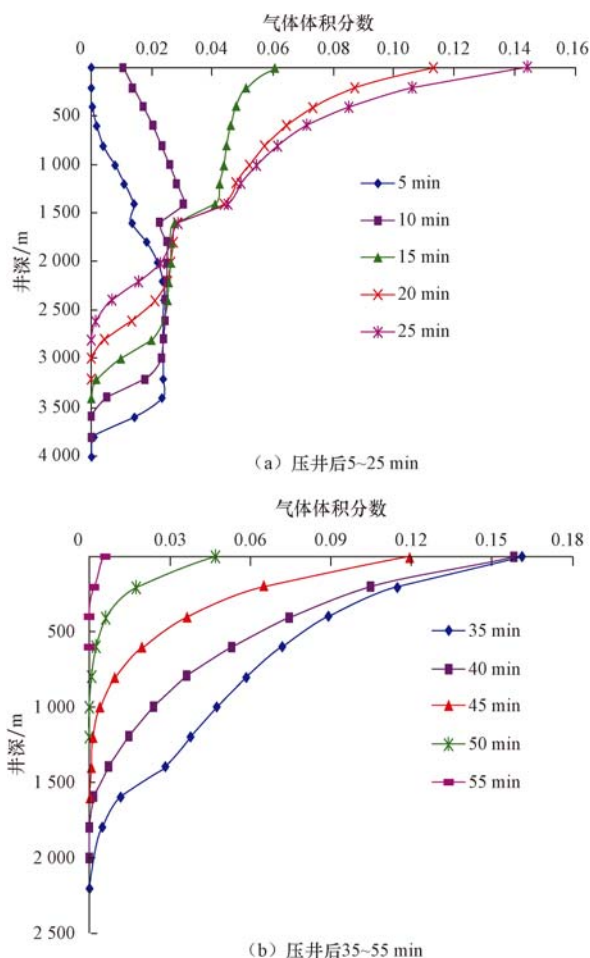 气体体积分数
0 0.02 0.04 0.06 0.08 0.10 0.12 0.14 0.16
500
1 000
1 500
2 000
2 500
3 000
3 500
4 000
井深/m
5 min
10 min
15 min
20 min
25 min
(a) 压井后5~25 min
气体体积分数
0 0.03 0.06 0.09 0.12 0.15 0.18
500
1 000
1 500
2 000
2 500
井深/m
35 min
40 min
45 min
50 min
55 min
(b) 压井后35~55 min